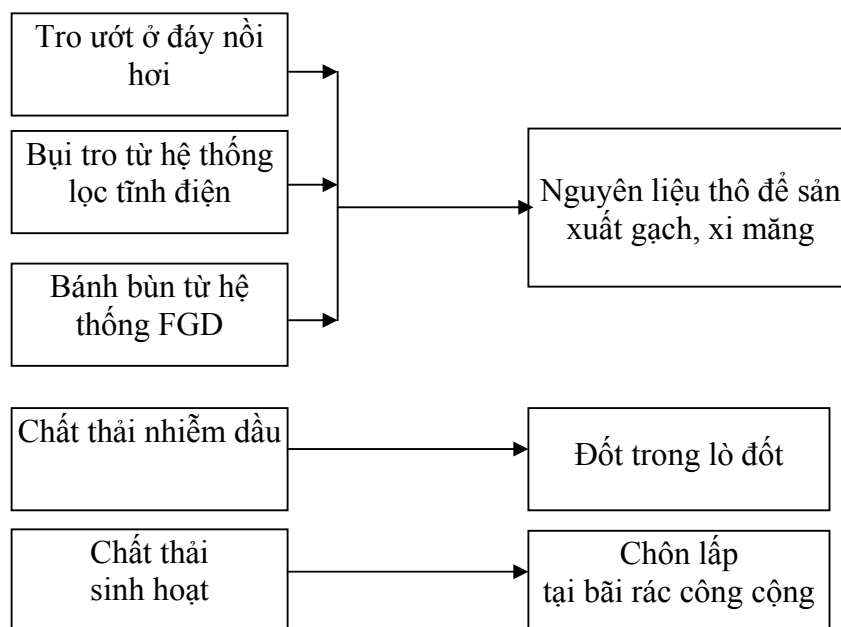 Tro ướt ở đáy nồi
hơi
Bụi tro từ hệ thống
lọc tĩnh điện
Nguyên liệu thô để sản
xuất gạch, xi măng
Bánh bùn từ hệ
thống FGD
Chất thải nhiễm dầu
Đốt trong lò đốt
Chất thải
sinh hoạt
Chôn lấp
tại bãi rác công cộng